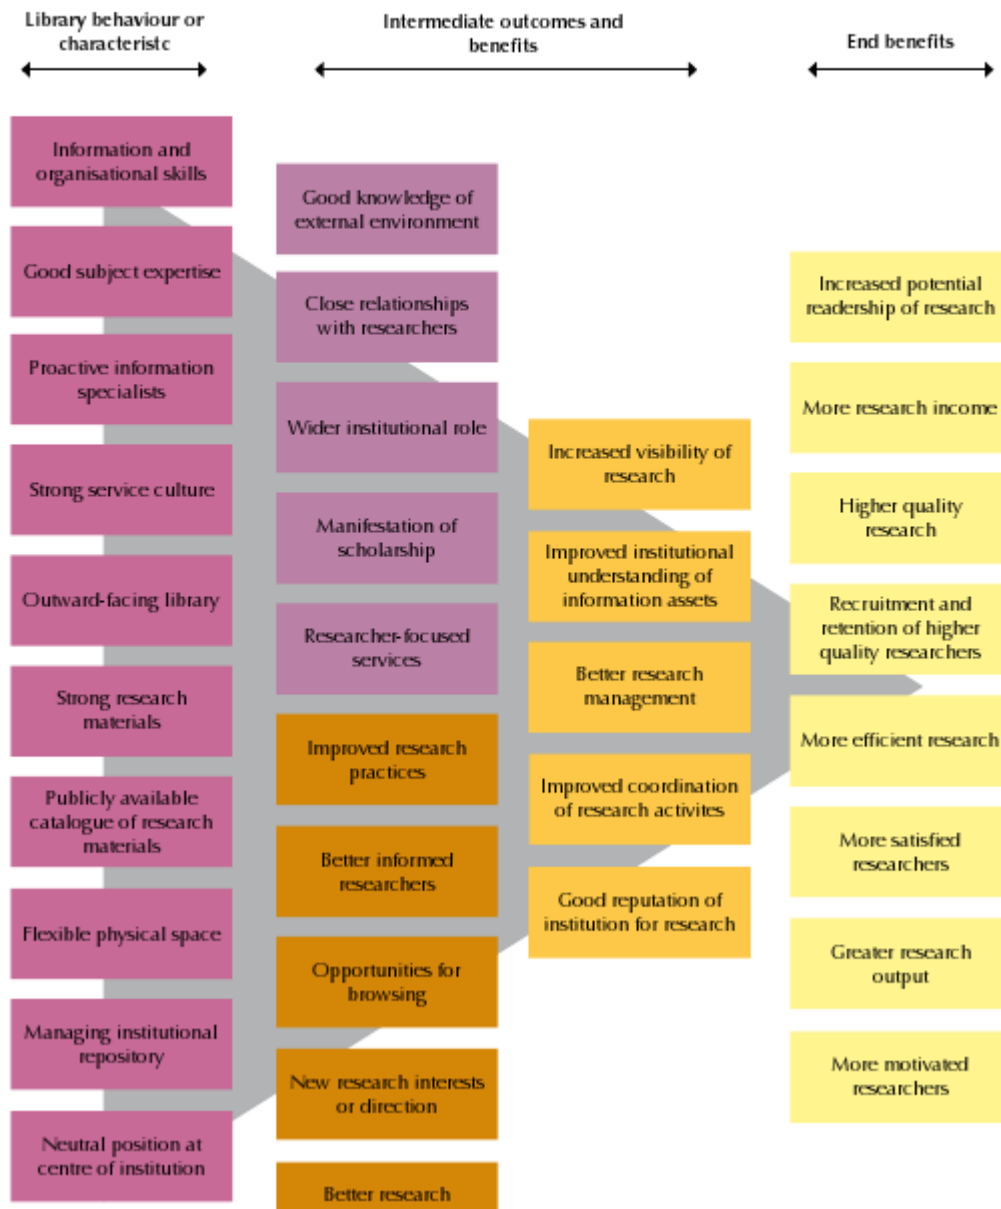 Library behaviour or
characteristc
Intermediate outcomes and
benefits
End benefits
Information and
organisational skills
Good subject expertise
Proactive information
specialists
Strong service culture
Outward-facing library
Strong research
materials
Publicly available
catalogue of research
materials
Flexible physical space
Managing institutional
repository
Neutral position at
centre of institution
Good knowledge of
external environment
Close relationships
with researchers
Wider institutional role
Manifestation of
scholarship
Researcher-focused
services
Improved research
practices
Better informed
researchers
Opportunities for
browsing
New research interests
or direction
Better research
Increased visibility of
research
Improved institutional
understanding of
information assets
Better research
management
Improved coordination
of research activites
Good reputation of
institution for research
Increased potential
readership of research
More research income
Higher quality
research
Recruitment and
retention of higher
quality researchers
More efficient research
More satisfied
researchers
Greater research
output
More motivated
researchers